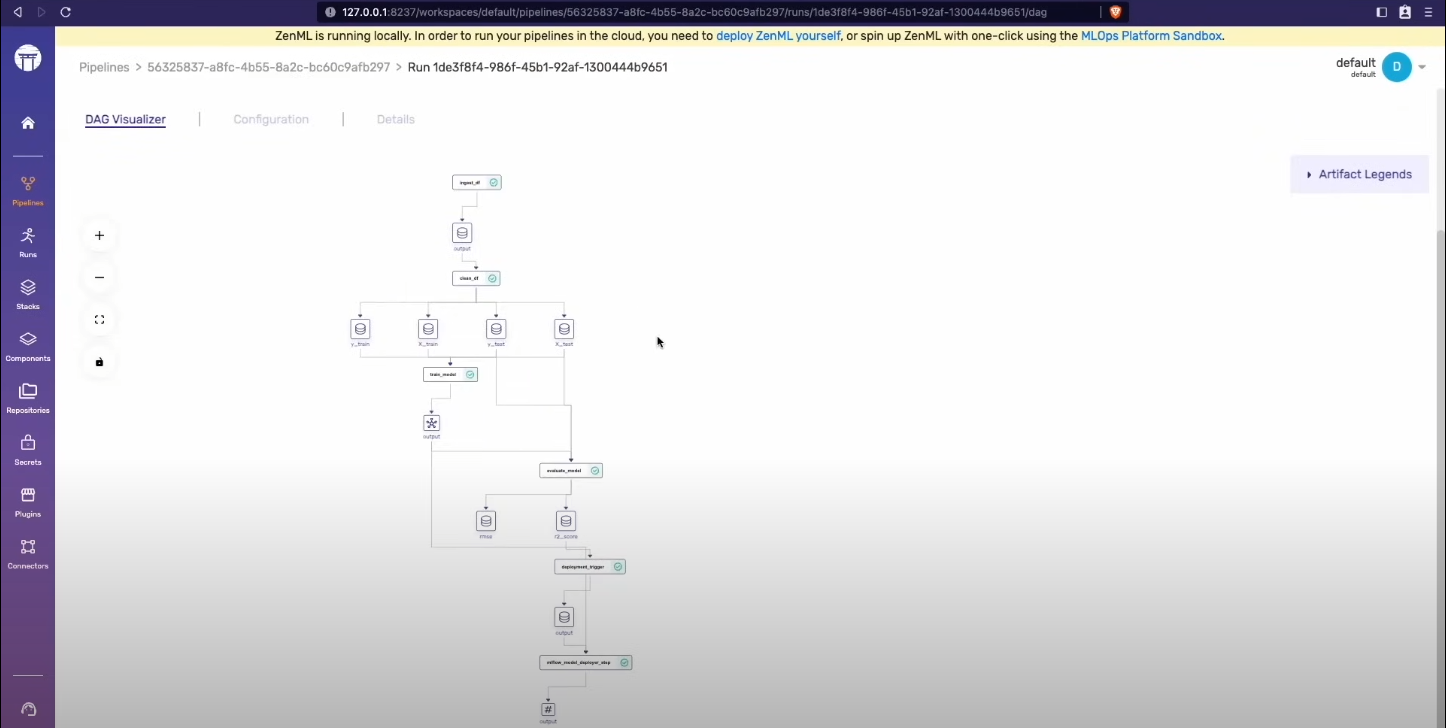 127.0.0.1:8237/workspaces/default/pipelines/56325837-a8fc-4b55-8a2c-bc60c9afb297/runs/1de3f8f4-986f-45b1-92af-1300444b9651/dag
ZenML is running locally. In order to run your pipelines in the cloud, you need to deploy ZenML yourself, or spin up ZenML with one-click using the MLOps Platform Sandbox.
Pipelines > 56325837-a8fc-4b55-8a2c-bc60c9afb297 > Run 1de3f8f4-986f-45b1-92af-1300444b9651
default
default
D
DAG Visualizer | Configuration | Details
Artifact Legends
Pipelines
Runs
Stacks
Components
Repositories
Secrets
Plugins
Connectors
+
−
ingest_df
output
clean_df
y_train
X_train
y_test
X_test
train_model
output
evaluate_model
rmse
r2_score
deployment_trigger
output
mlflow_model_deployer_step
#
output